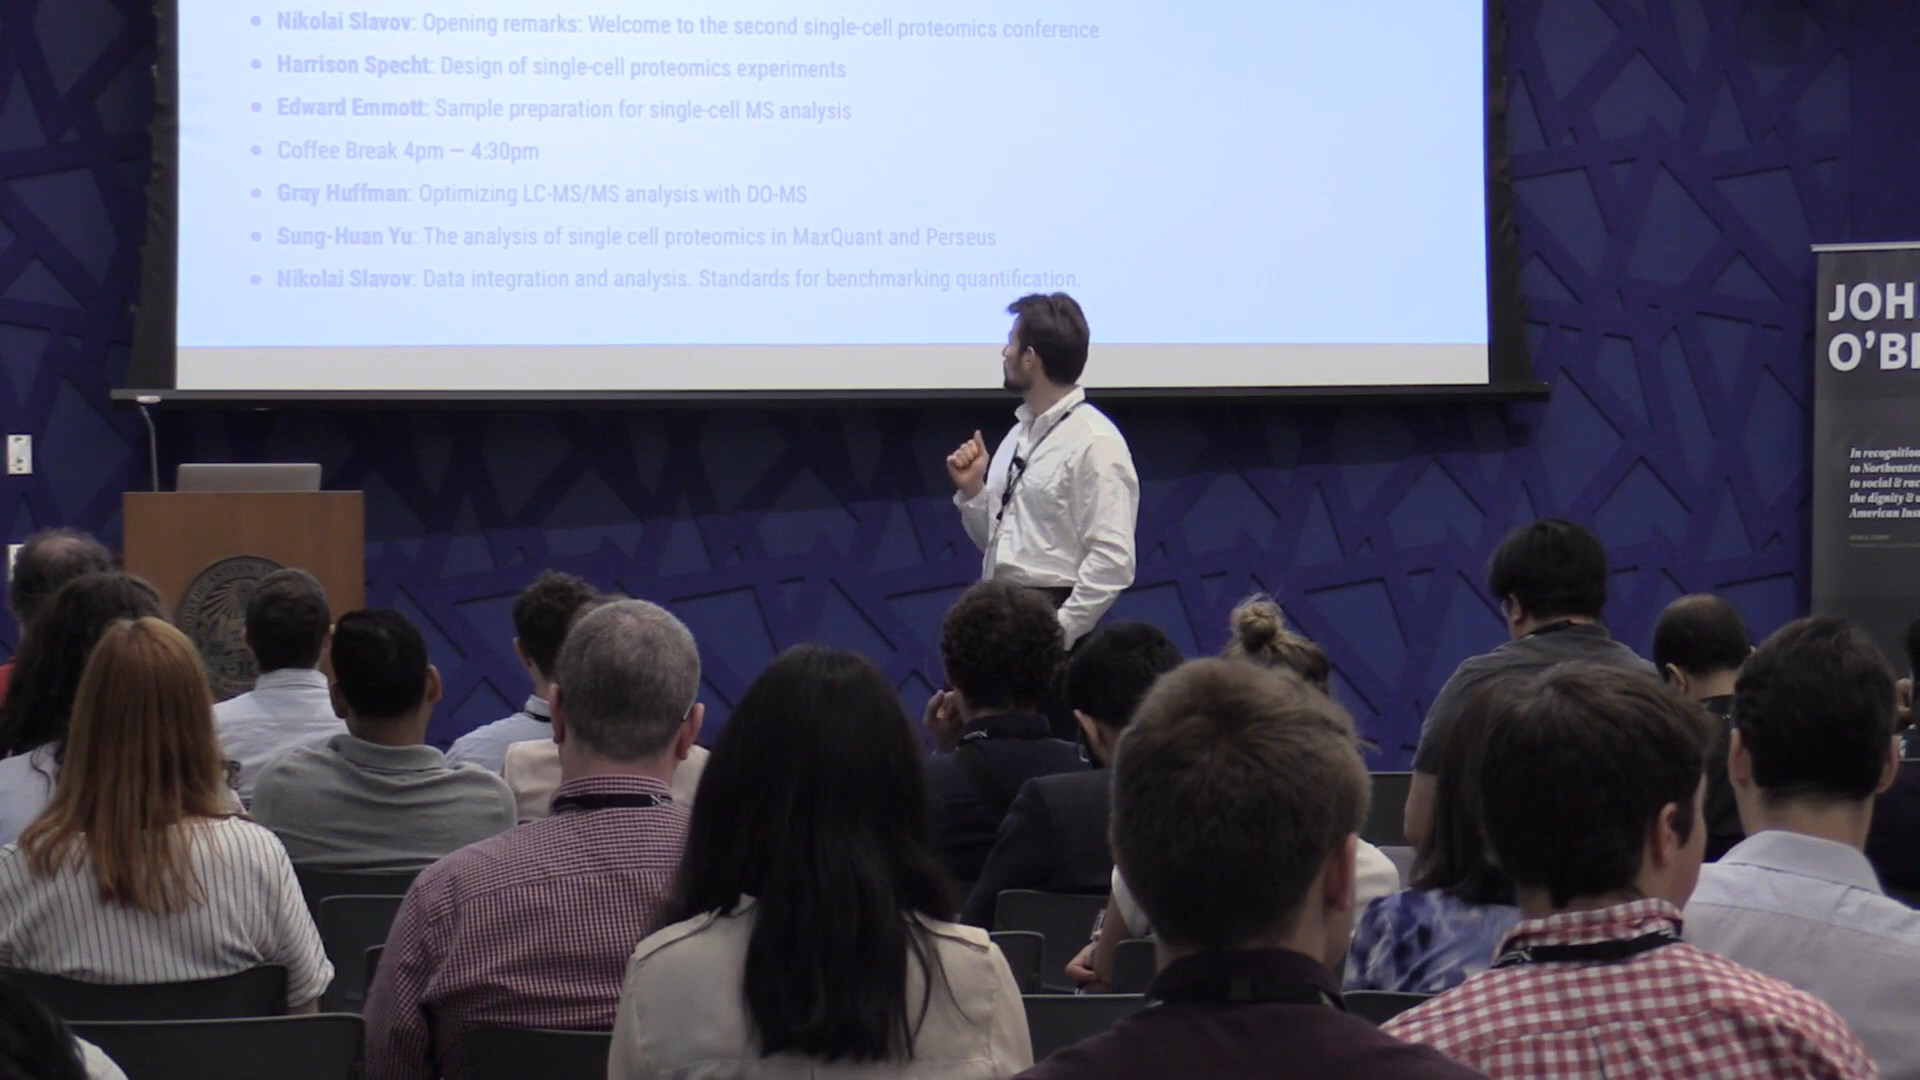 • Nikolai Slavov: Opening remarks: Welcome to the second single-cell proteomics conference
• Harrison Specht: Design of single-cell proteomics experiments
• Edward Emmott: Sample preparation for single-cell MS analysis
• Coffee Break 4pm — 4:30pm
• Gray Huffman: Optimizing LC-MS/MS analysis with DO-MS
• Sung-Huan Yu: The analysis of single cell proteomics in MaxQuant and Perseus
• Nikolai Slavov: Data integration and analysis. Standards for benchmarking quantification.
JOH
O'B
In recognition
to Northeaste
to social & rac
the dignity &
American Ins